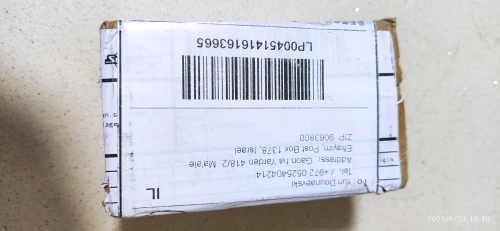 IL
To: Yuri Dounaevski
Tel. / +972 0525404214
Address: Gaon ha Yarden 418/2, Ma'ale
Efrayim, Post Box 1378, Israel
ZIP 9063800
LP00451416163665
2021/6/23 18:40